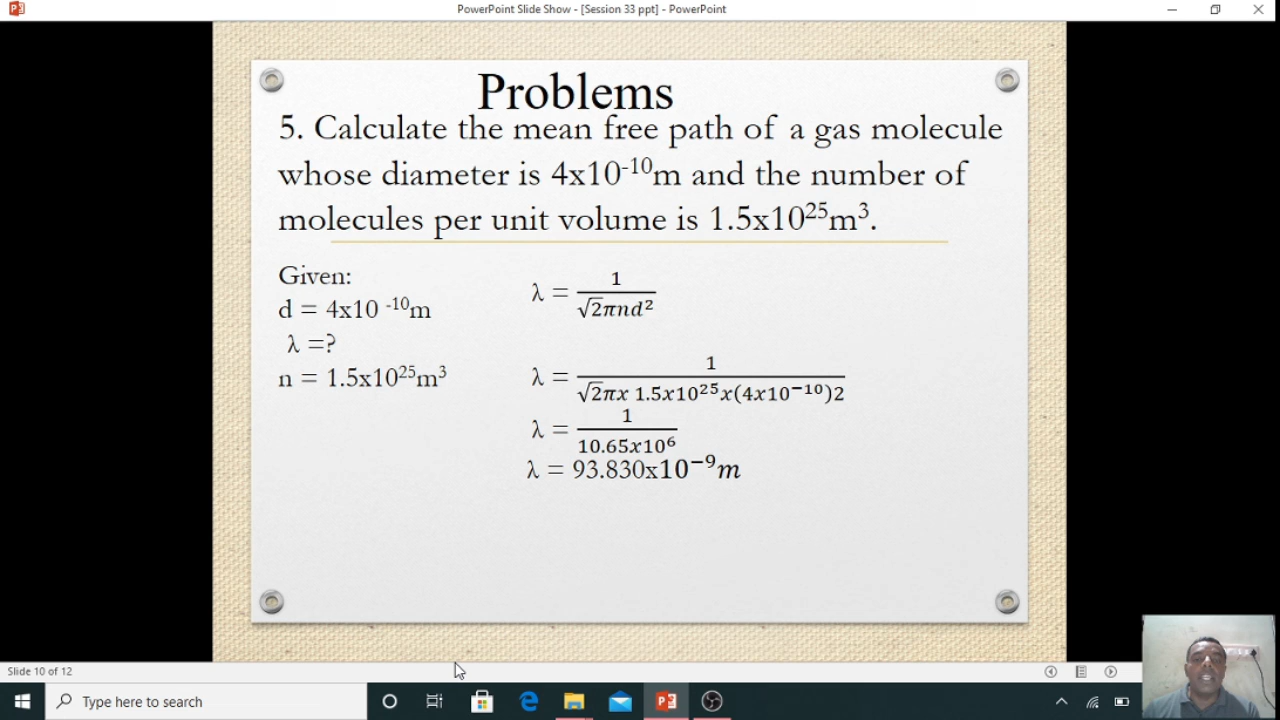 PowerPoint Slide Show - [Session 33 ppt] - PowerPoint
Problems
5. Calculate the mean free path of a gas molecule
whose diameter is 4x10⁻¹⁰m and the number of
molecules per unit volume is 1.5x10²⁵m³.
Given:
d = 4x10 ⁻¹⁰m
λ =?
n = 1.5x10²⁵m³
λ = 1/(√2πnd²)
λ = 1/(√2πx 1.5x10²⁵x(4x10⁻¹⁰)2)
λ = 1/(10.65x10⁶)
λ = 93.830x10⁻⁹m
Slide 10 of 12
Type here to search